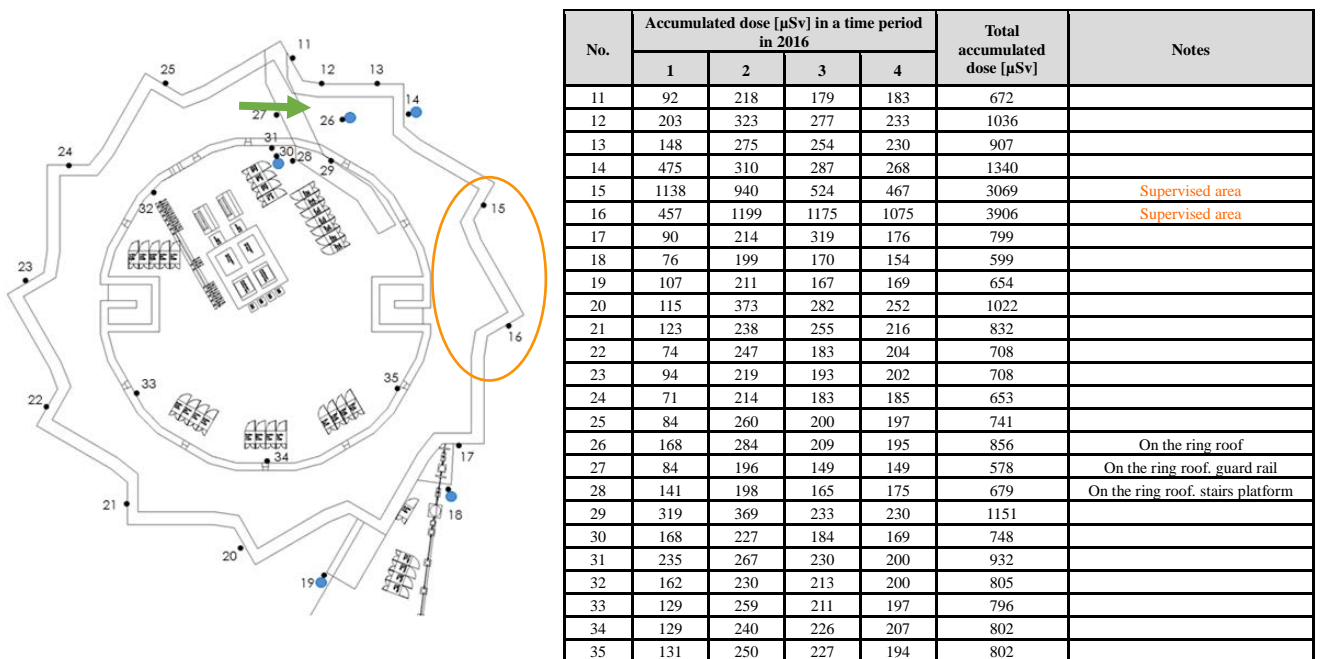 11
12
13
25
14
27
26
31
30
28
29
24
32
15
23
16
33
35
22
34
17
21
18
20
19
Accumulated dose [µSv] in a time period in 2016
No. 1 2 3 4 Total accumulated dose [µSv] Notes
11 92 218 179 183 672
12 203 323 277 233 1036
13 148 275 254 230 907
14 475 310 287 268 1340
15 1138 940 524 467 3069 Supervised area
16 457 1199 1175 1075 3906 Supervised area
17 90 214 319 176 799
18 76 199 170 154 599
19 107 211 167 169 654
20 115 373 282 252 1022
21 123 238 255 216 832
22 74 247 183 204 708
23 94 219 193 202 708
24 71 214 183 185 653
25 84 260 200 197 741
26 168 284 209 195 856 On the ring roof
27 84 196 149 149 578 On the ring roof. guard rail
28 141 198 165 175 679 On the ring roof. stairs platform
29 319 369 233 230 1151
30 168 227 184 169 748
31 235 267 230 200 932
32 162 230 213 200 805
33 129 259 211 197 796
34 129 240 226 207 802
35 131 250 227 194 802